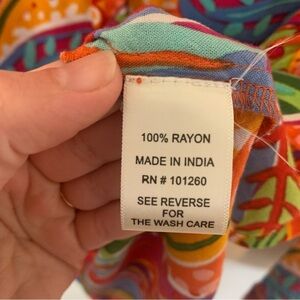 100% RAYON
MADE IN INDIA
RN # 101260
SEE REVERSE
FOR
THE WASH CARE